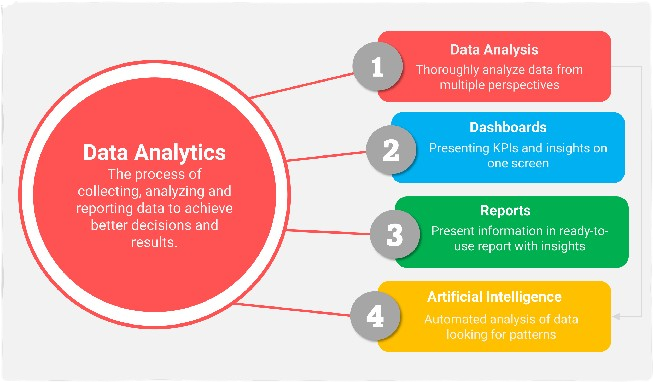 Data Analytics
The process of
collecting, analyzing and
reporting data to achieve
better decisions and
results.
1
Data Analysis
Thoroughly analyze data from
multiple perspectives
2
Dashboards
Presenting KPIs and insights on
one screen
3
Reports
Present information in ready-to-
use report with insights
4
Artificial Intelligence
Automated analysis of data
looking for patterns